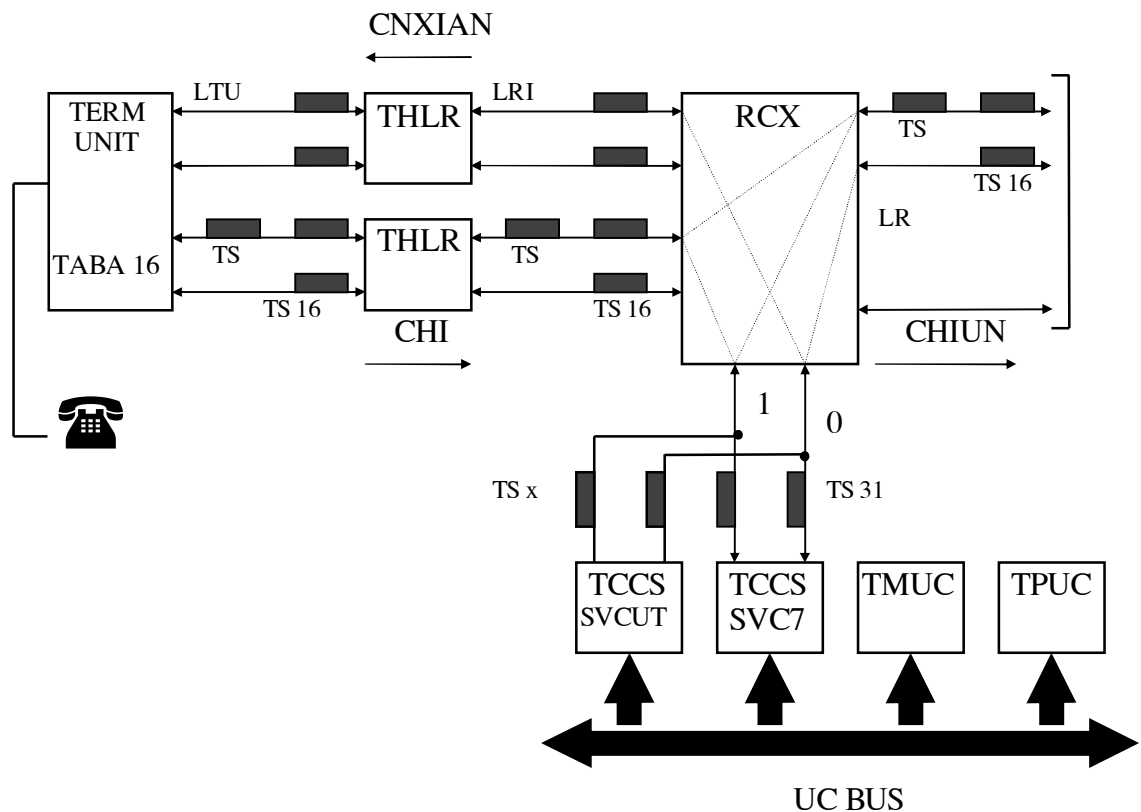 CNXIAN
LTU
LRI
TERM
UNIT
THLR
RCX
TS
TS 16
LR
THLR
TABA 16
TS
TS
TS 16
TS 16
CHI
CHIUN
1
0
TS x
TS 31
TCCS
SVCUT
TCCS
SVC7
TMUC
TPUC
UC BUS